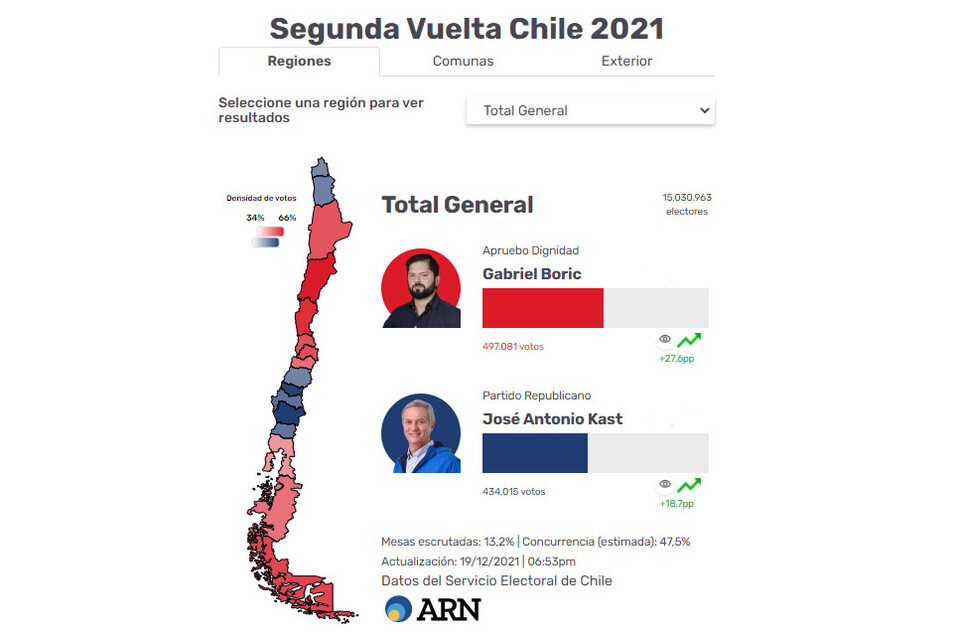 Segunda Vuelta Chile 2021
Regiones
Comunas
Exterior
Seleccione una región para ver
resultados
Total General
Densidad de votos
34% 66%
Total General
15.030.963
electores
Apruebo Dignidad
Gabriel Boric
497.081 votos
+27,6pp
Partido Republicano
José Antonio Kast
434.015 votos
+18,7pp
Mesas escrutadas: 13,2% | Concurrencia (estimada): 47,5%
Actualización: 19/12/2021 | 06:53pm
Datos del Servicio Electoral de Chile
ARN